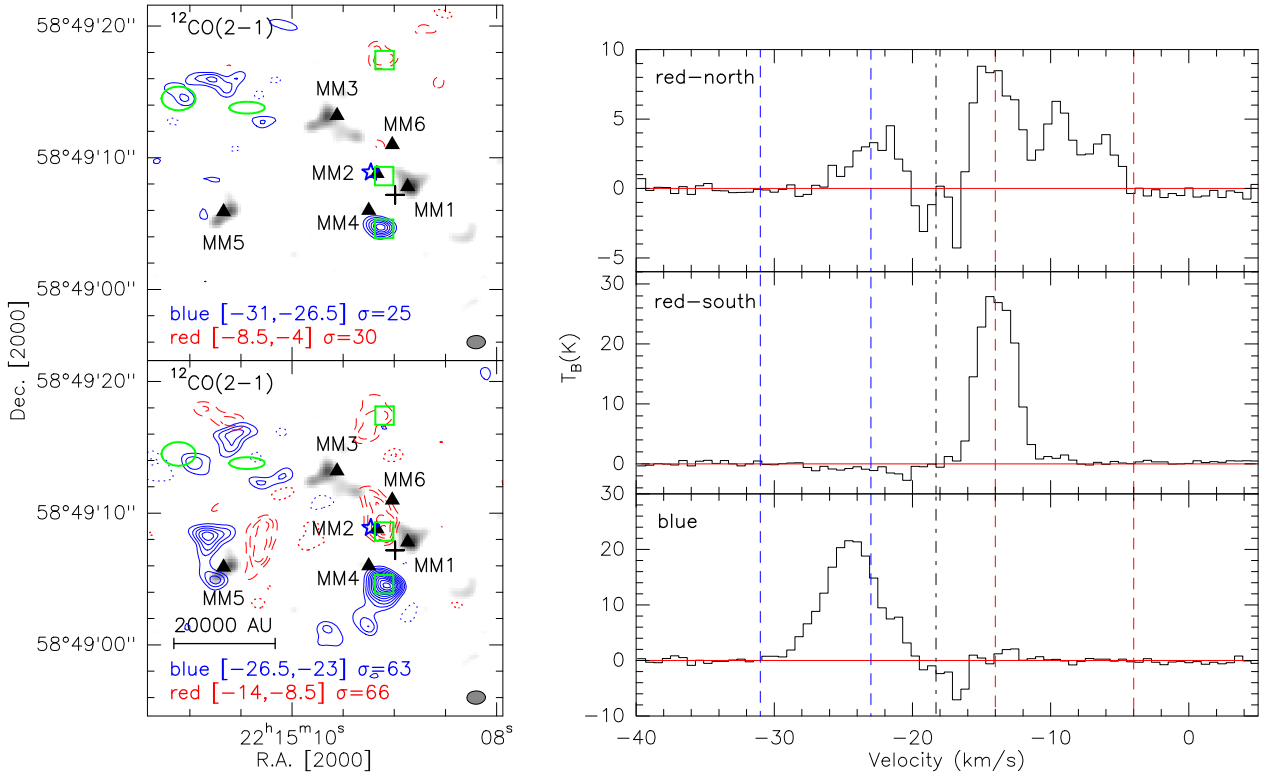 ¹²CO(2−1)
58°49'20''
MM3
MM6
58°49'10''
MM2
MM1
MM4
MM5
58°49'00''
blue [−31,−26.5] σ=25
red [−8.5,−4] σ=30
Dec. [2000]
¹²CO(2−1)
58°49'20''
MM3
MM6
58°49'10''
MM2
MM1
MM4
MM5
20000 AU
58°49'00''
blue [−26.5,−23] σ=63
red [−14,−8.5] σ=66
22ʰ15ᵐ10ˢ
08ˢ
R.A. [2000]
10
red−north
5
0
−5
30
red−south
20
T_B(K)
10
0
30
blue
20
10
0
−10
−40
−30
−20
−10
0
Velocity (km/s)